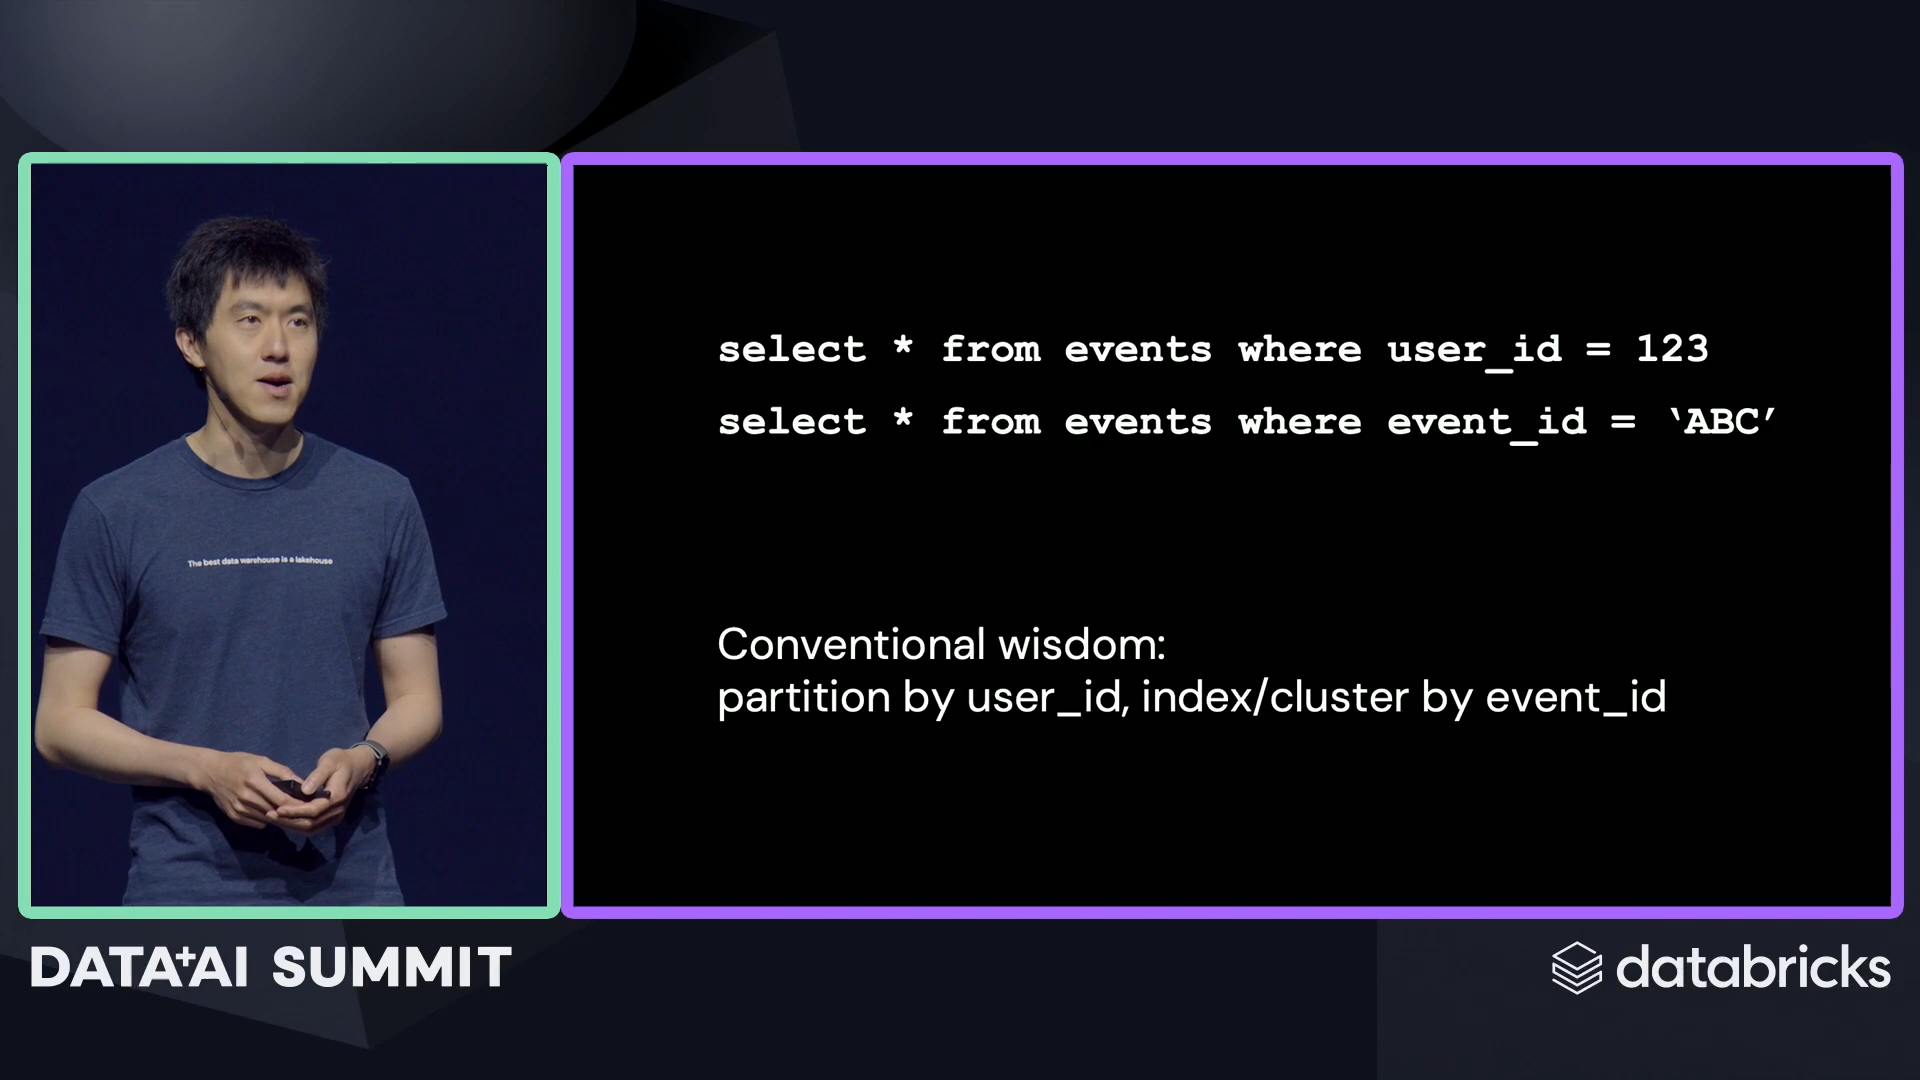 The best data warehouse is a lakehouse
select * from events where user_id = 123
select * from events where event_id = ‘ABC’
Conventional wisdom:
partition by user_id, index/cluster by event_id
DATA+AI SUMMIT
databricks